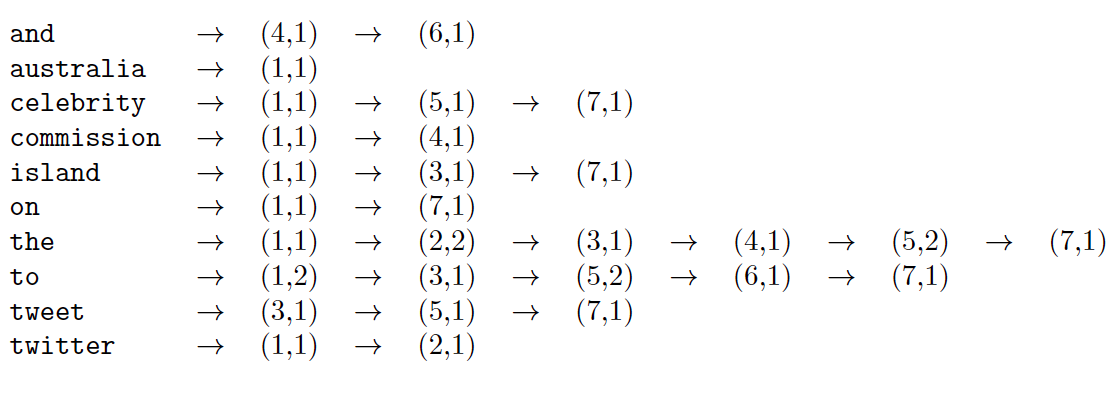 and → (4,1) → (6,1)
australia → (1,1)
celebrity → (1,1) → (5,1) → (7,1)
commission → (1,1) → (4,1)
island → (1,1) → (3,1) → (7,1)
on → (1,1) → (7,1)
the → (1,1) → (2,2) → (3,1) → (4,1) → (5,2) → (7,1)
to → (1,2) → (3,1) → (5,2) → (6,1) → (7,1)
tweet → (3,1) → (5,1) → (7,1)
twitter → (1,1) → (2,1)